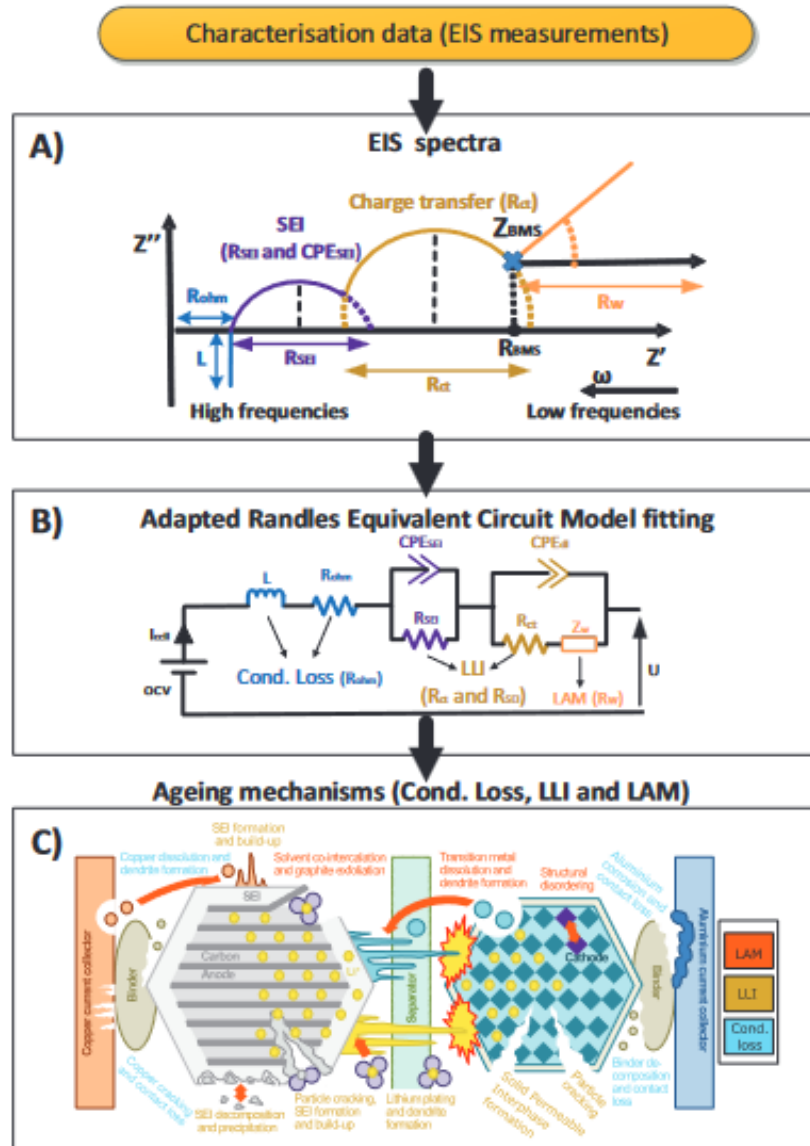 Characterisation data (EIS measurements)
A)
EIS spectra
Charge transfer (Rct)
SEI
(RSEI and CPESEI)
ZBMS
Z''
Rohm
Rw
L
RSEI
RBMS
Z'
Rct
ω
High frequencies
Low frequencies
B)
Adapted Randles Equivalent Circuit Model fitting
CPESEI
CPEdl
L
Rohm
RSEI
Rct
Zw
Icell
OCV
U
Cond. Loss (Rohm)
LLI
(Rct and RSEI)
LAM (Rw)
Ageing mechanisms (Cond. Loss, LLI and LAM)
C)
SEI formation
and build-up
Copper dissolution and
dendrite formation
Solvent co-intercalation
and graphite exfoliation
Transition metal
dissolution and
dendrite formation
Structural
disordering
Aluminium
corrosion and
contact loss
SEI
Carbon
Anode
Li+
Cathode
Copper current collector
Binder
Separator
Binder
Aluminium current collector
LAM
LLI
Cond.
loss
Copper cracking
and contact loss
SEI decomposition
and precipitation
Particle cracking,
SEI formation
and build-up
Lithium plating
and dendrite
formation
Solid Permeable
Interphase
formation
Particle
cracking
Binder de-
composition
and contact
loss